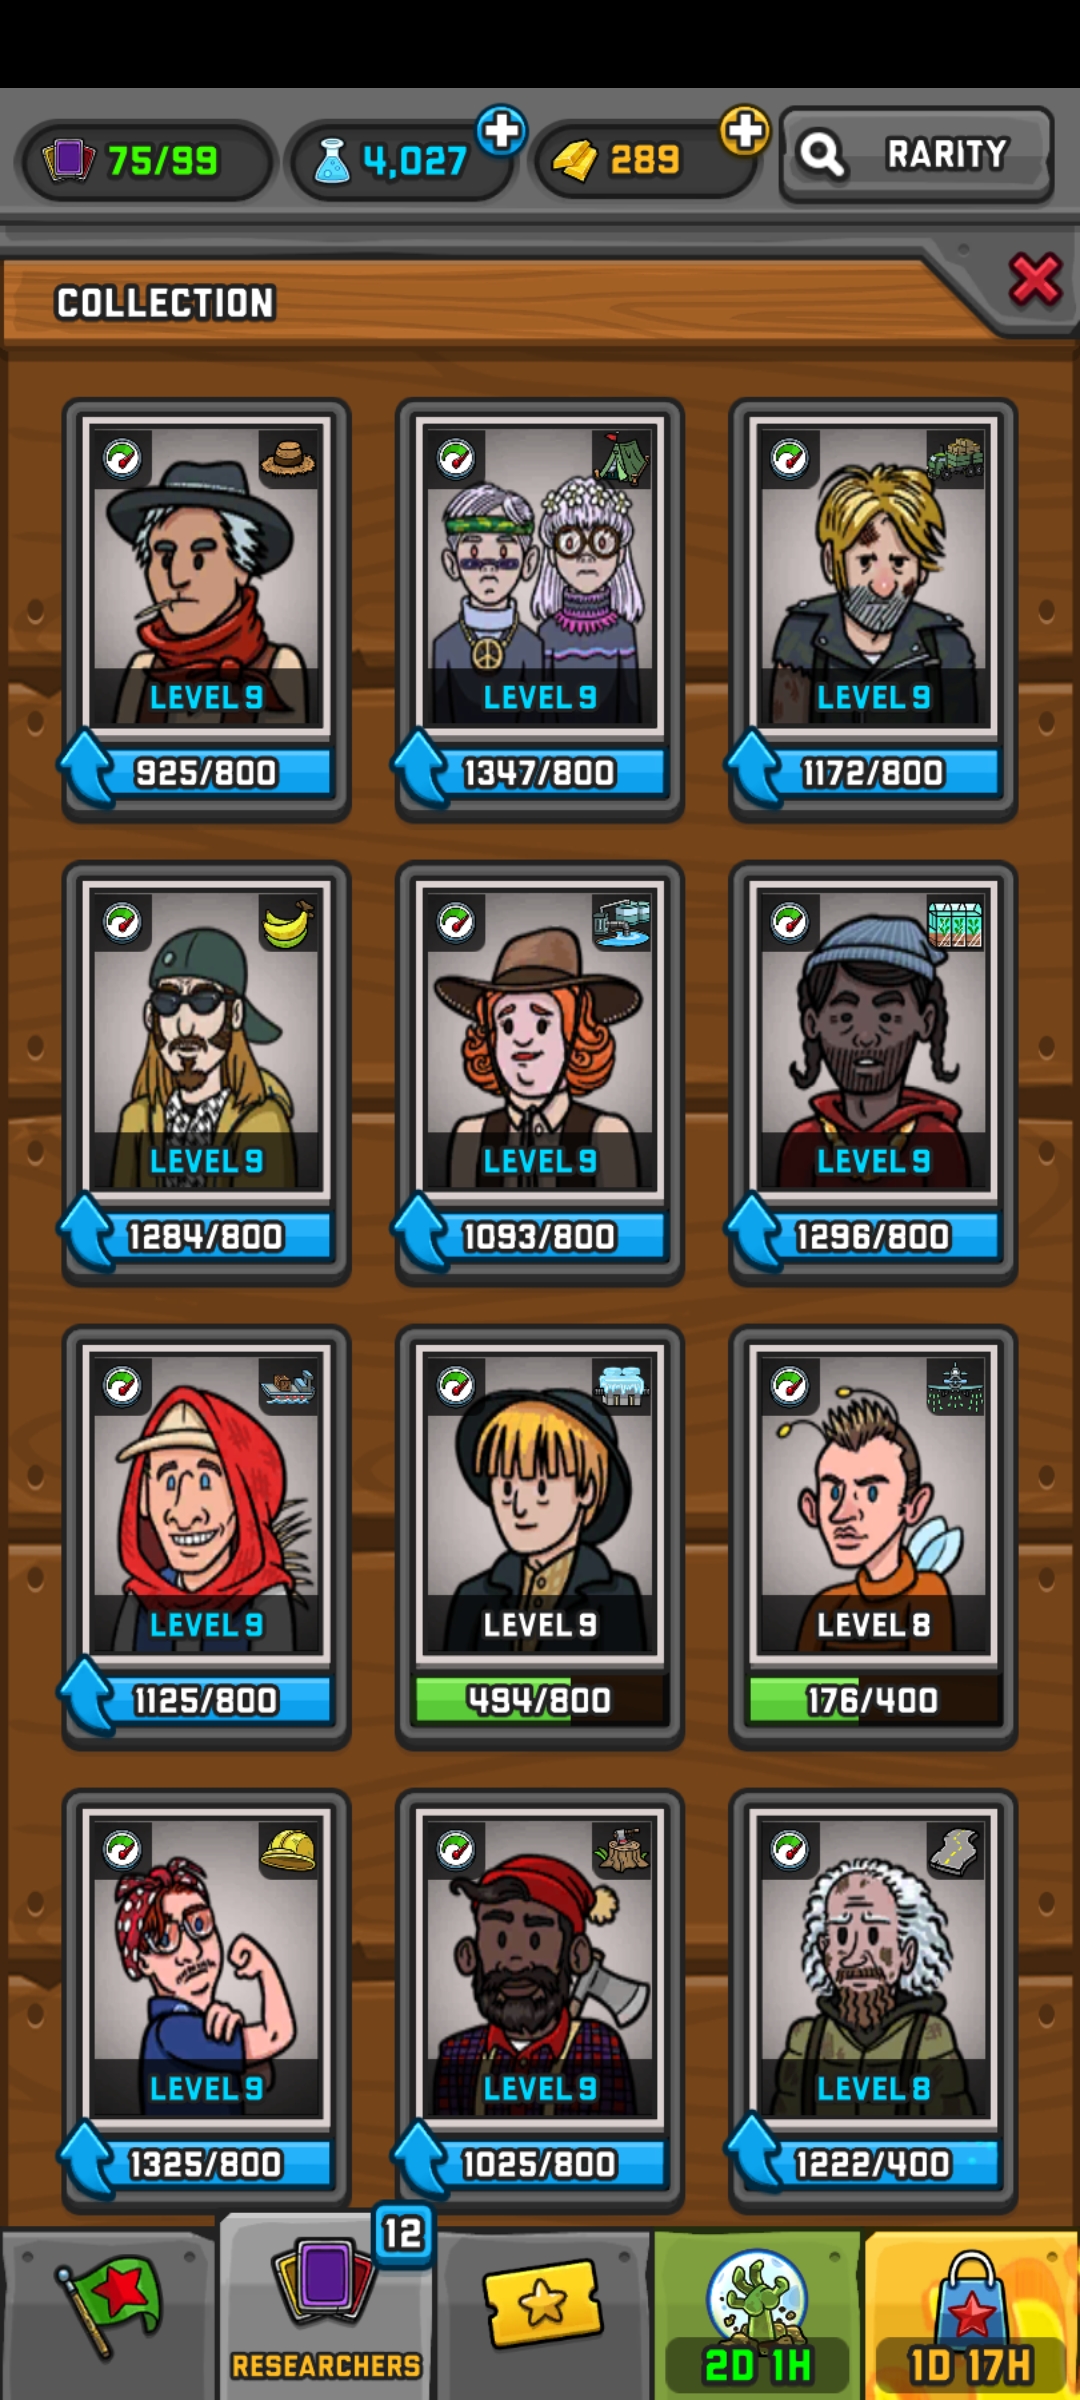 75/99
4,027
289
RARITY
COLLECTION
LEVEL 9
LEVEL 9
LEVEL 9
925/800
1347/800
1172/800
LEVEL 9
LEVEL 9
LEVEL 9
1284/800
1093/800
1296/800
LEVEL 9
LEVEL 9
LEVEL 8
1125/800
494/800
176/400
LEVEL 9
LEVEL 9
LEVEL 8
1325/800
1025/800
1222/400
12
RESEARCHERS
2D 1H
1D 17H